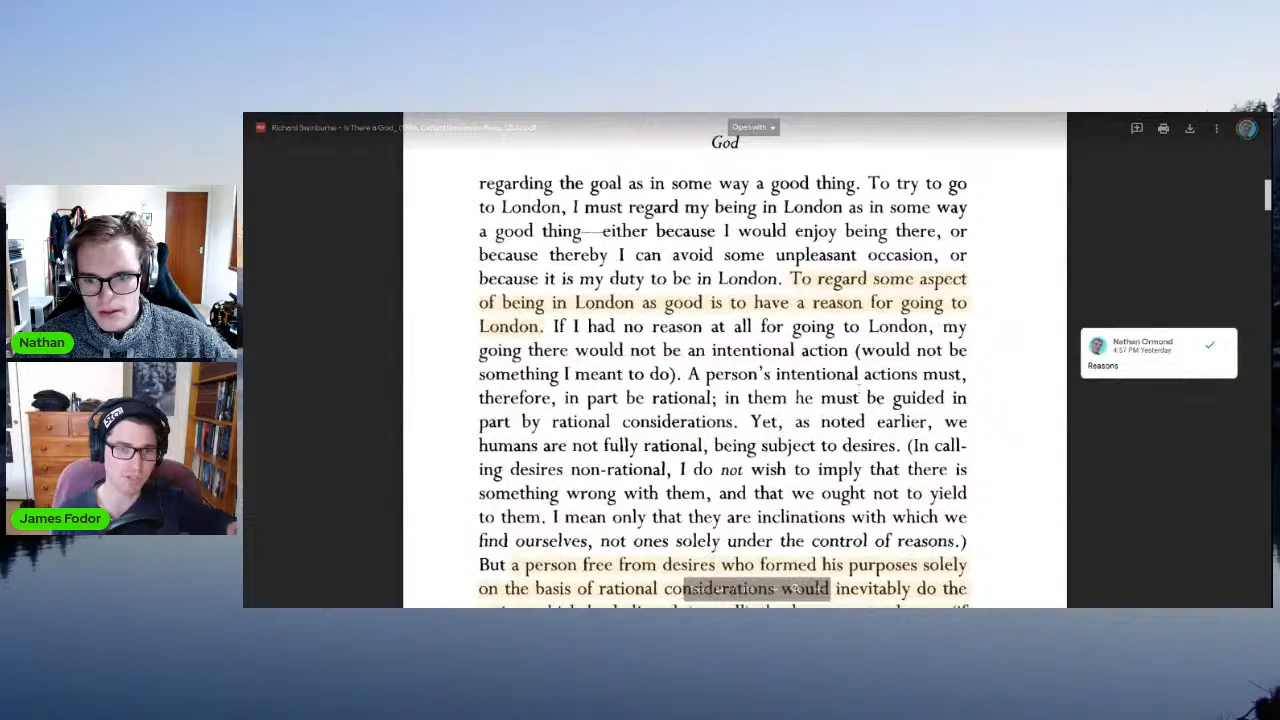 Richard Swinburne - Is There a God_
Open with
God
regarding the goal as in some way a good thing. To try to go
to London, I must regard my being in London as in some way
a good thing—either because I would enjoy being there, or
because thereby I can avoid some unpleasant occasion, or
because it is my duty to be in London. To regard some aspect
of being in London as good is to have a reason for going to
London. If I had no reason at all for going to London, my
going there would not be an intentional action (would not be
something I meant to do). A person's intentional actions must,
therefore, in part be rational; in them he must be guided in
part by rational considerations. Yet, as noted earlier, we
humans are not fully rational, being subject to desires. (In call-
ing desires non-rational, I do not wish to imply that there is
something wrong with them, and that we ought not to yield
to them. I mean only that they are inclinations with which we
find ourselves, not ones solely under the control of reasons.)
But a person free from desires who formed his purposes solely
on the basis of rational considerations would inevitably do the
Nathan Ormond
4:57 PM Yesterday
Reasons
Nathan
James Fodor